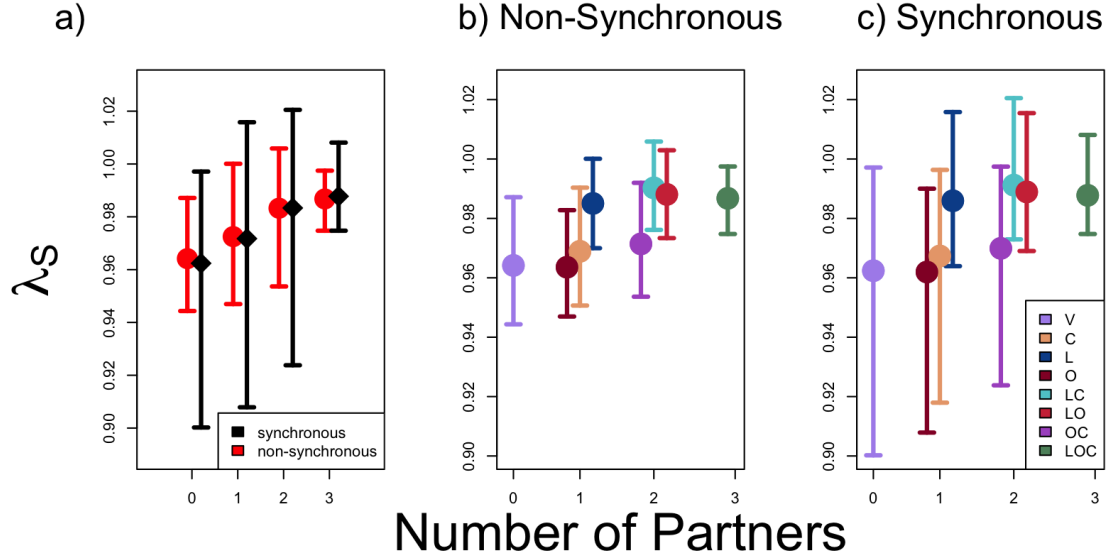 a)
b) Non-Synchronous
c) Synchronous
λS
1.02
1.00
0.98
0.96
0.94
0.92
0.90
synchronous
non-synchronous
0 1 2 3
1.02
1.00
0.98
0.96
0.94
0.92
0.90
0 1 2 3
1.02
1.00
0.98
0.96
0.94
0.92
0.90
V
C
L
O
LC
LO
OC
LOC
0 1 2 3
Number of Partners